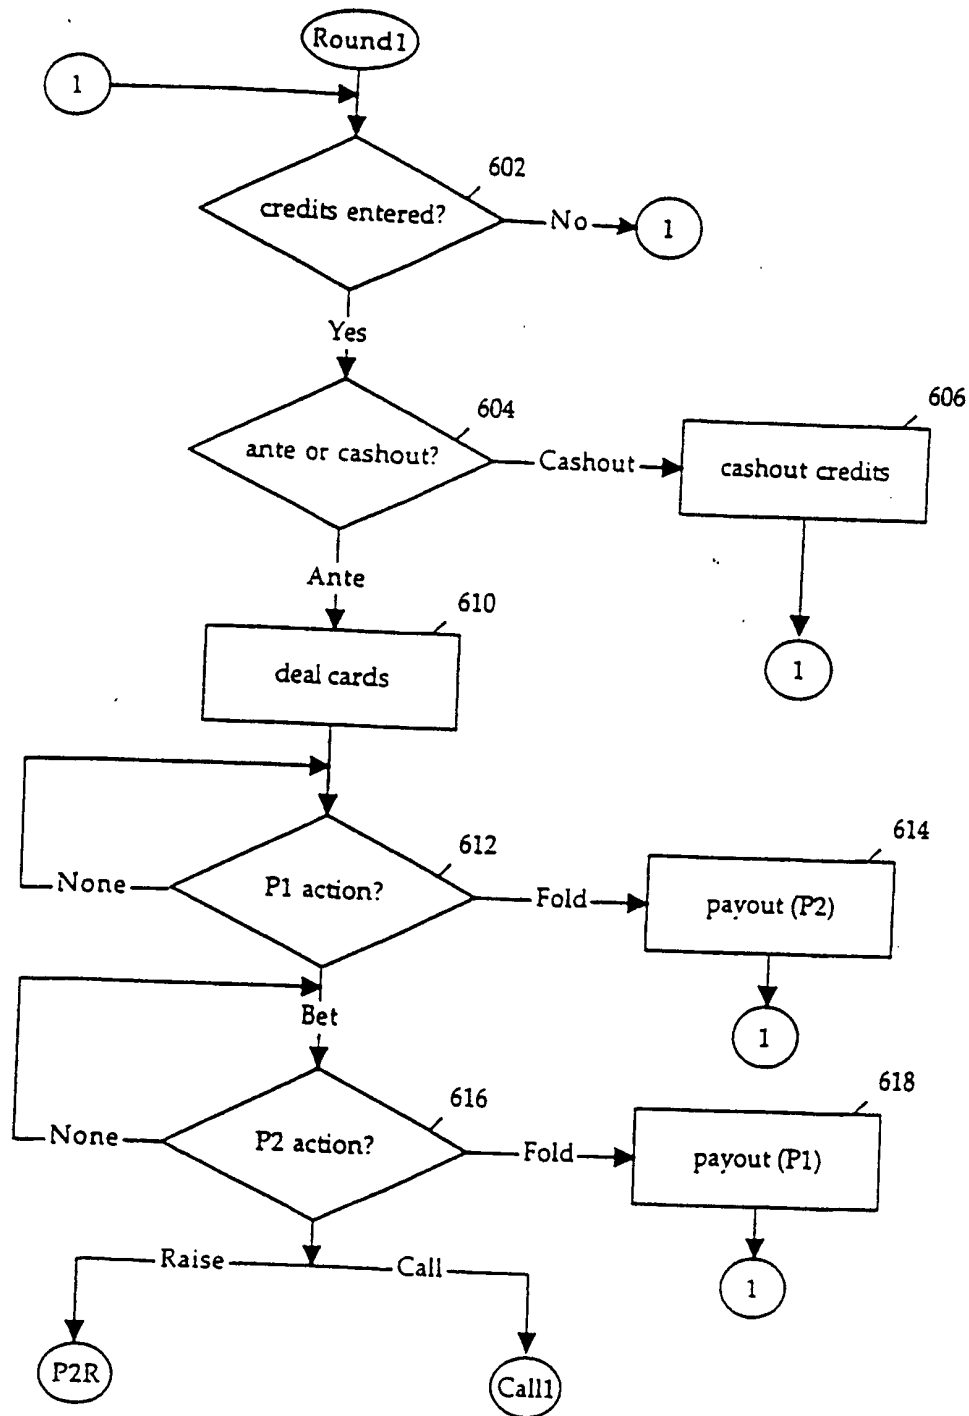 Round1
1
602
credits entered?
No
1
Yes
604
606
ante or cashout?
Cashout
cashout credits
Ante
610
1
deal cards
612
614
None
P1 action?
Fold
payout (P2)
Bet
1
616
618
None
P2 action?
Fold
payout (P1)
Raise
Call
1
P2R
Call1